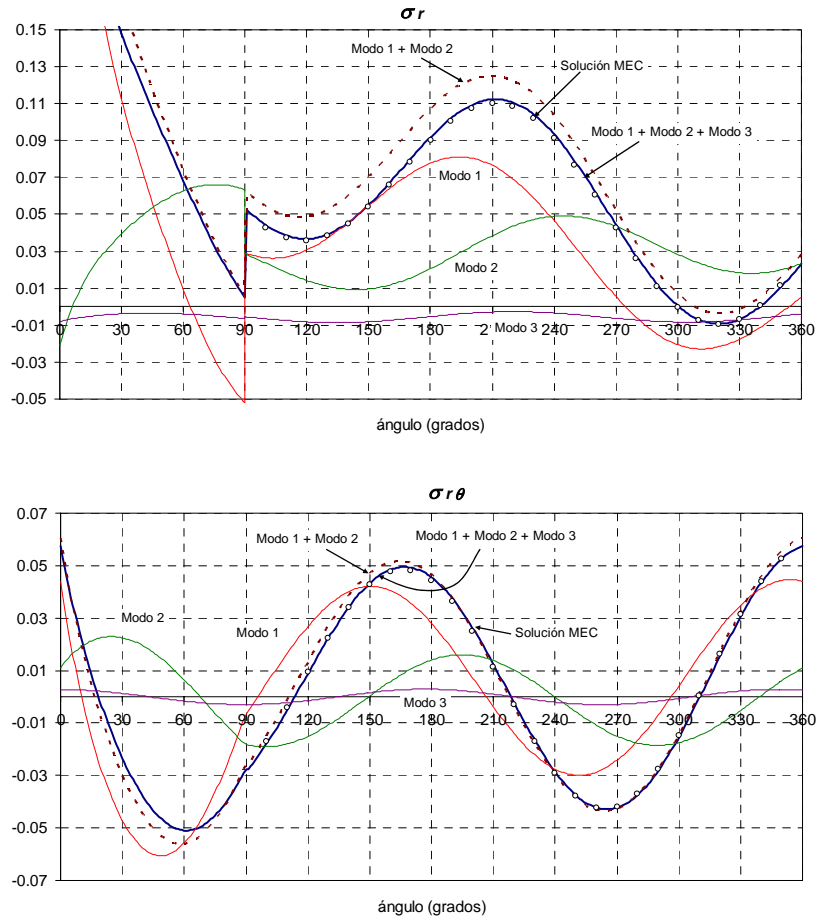 σ r
0.15
0.13
0.11
0.09
0.07
0.05
0.03
0.01
-0.01
-0.03
-0.05
Modo 1 + Modo 2
Solución MEC
Modo 1 + Modo 2 + Modo 3
Modo 1
Modo 2
Modo 3
0 30 60 90 120 150 180 210 240 270 300 330 360
ángulo (grados)
σ r θ
0.07
0.05
0.03
0.01
-0.01
-0.03
-0.05
-0.07
Modo 1 + Modo 2
Modo 1 + Modo 2 + Modo 3
Modo 2
Modo 1
Solución MEC
Modo 3
0 30 60 90 120 150 180 210 240 270 300 330 360
ángulo (grados)